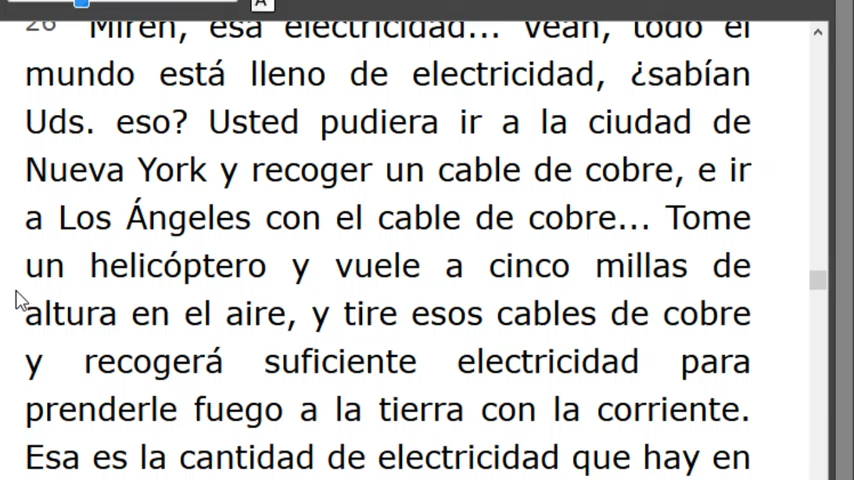 A
26 Miren, esa electricidad... Vean, todo el
mundo está lleno de electricidad, ¿sabían
Uds. eso? Usted pudiera ir a la ciudad de
Nueva York y recoger un cable de cobre, e ir
a Los Ángeles con el cable de cobre... Tome
un helicóptero y vuele a cinco millas de
altura en el aire, y tire esos cables de cobre
y recogerá suficiente electricidad para
prenderle fuego a la tierra con la corriente.
Esa es la cantidad de electricidad que hay en